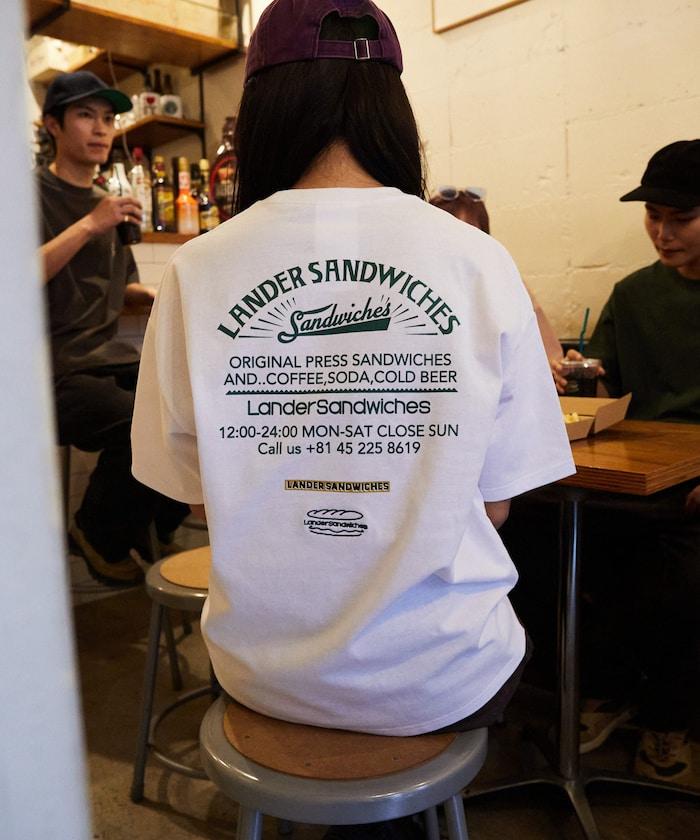 LANDER SANDWICHES
Sandwiches
ORIGINAL PRESS SANDWICHES
AND..COFFEE,SODA,COLD BEER
LanderSandwiches
12:00-24:00 MON-SAT CLOSE SUN
Call us +81 45 225 8619
LANDER SANDWICHES
LanderSandwiches